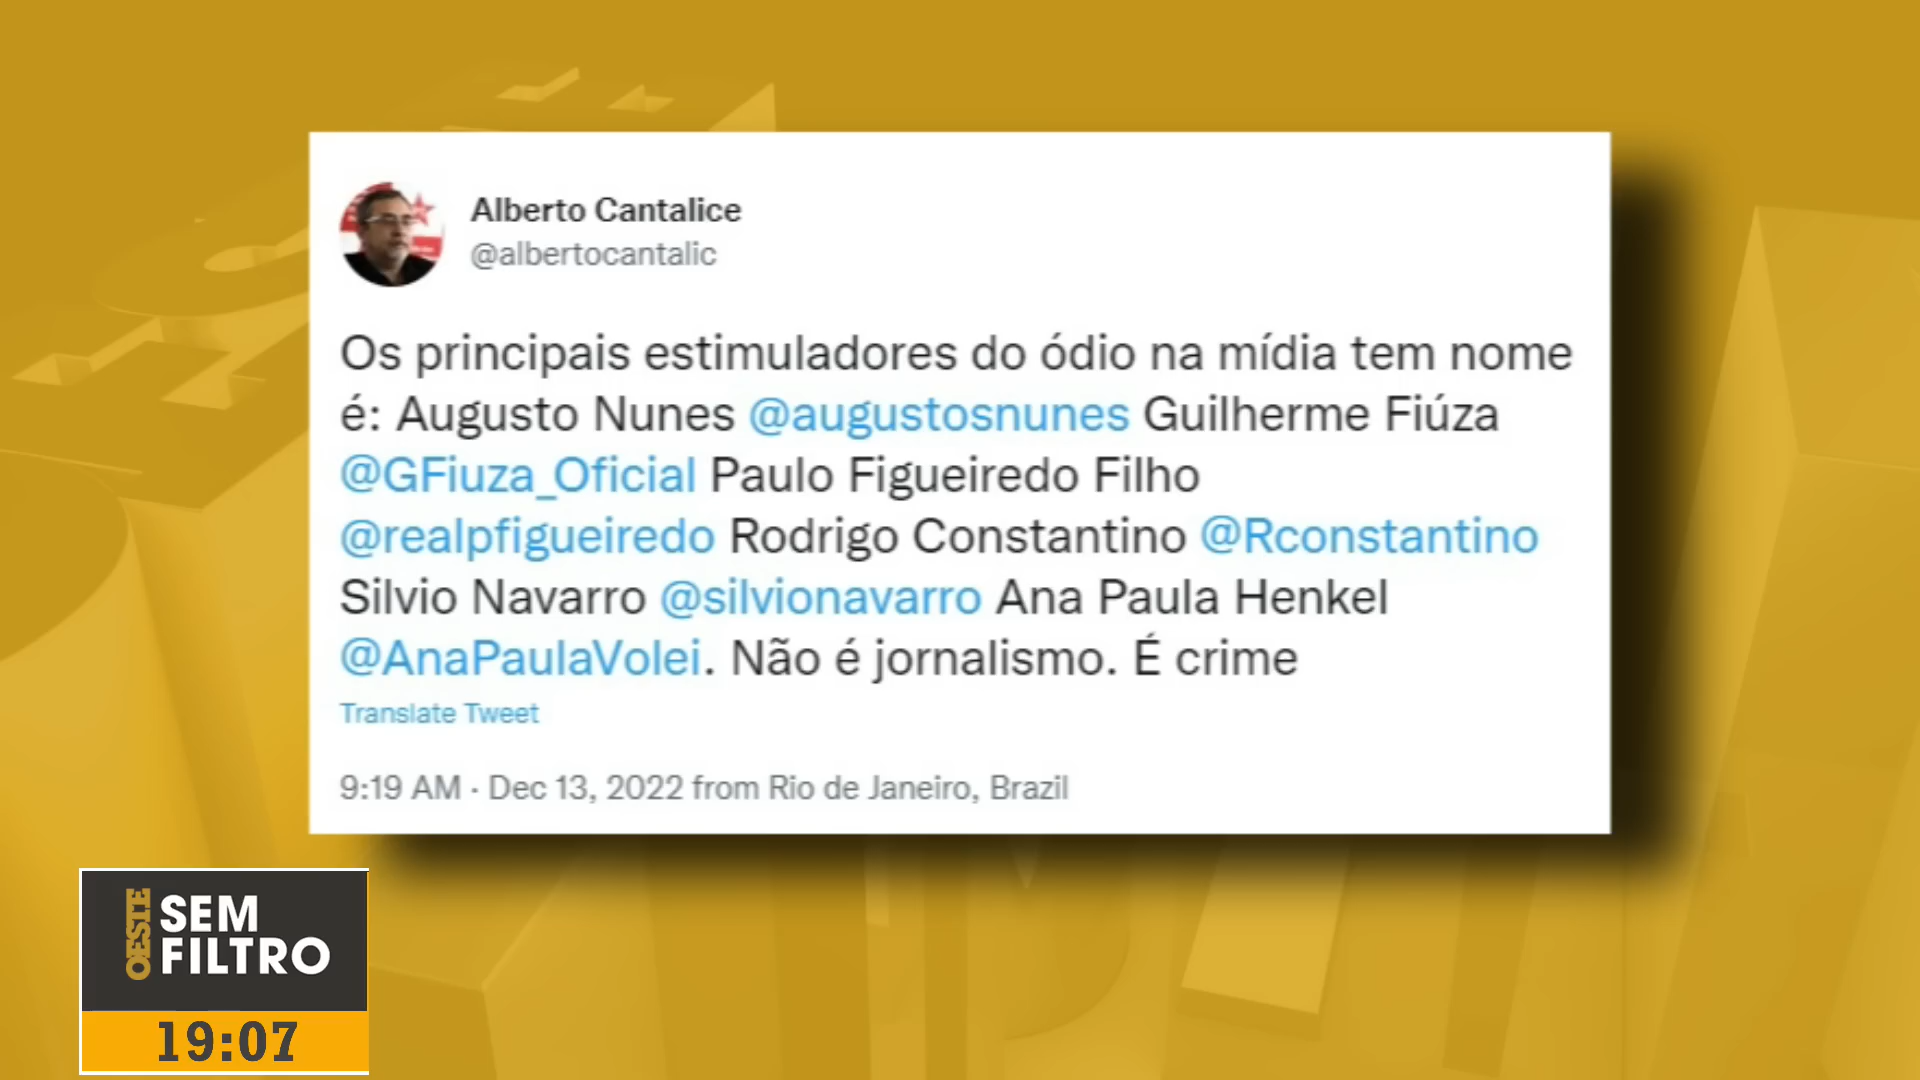 Alberto Cantalice
@albertocantalic
Os principais estimuladores do ódio na mídia tem nome
é: Augusto Nunes @augustosnunes Guilherme Fiúza
@GFiuza_Oficial Paulo Figueiredo Filho
@realpfigueiredo Rodrigo Constantino @Rconstantino
Silvio Navarro @silvionavarro Ana Paula Henkel
@AnaPaulaVolei. Não é jornalismo. É crime
Translate Tweet
9:19 AM · Dec 13, 2022 from Rio de Janeiro, Brazil
OESTE
SEM
FILTRO
19:07